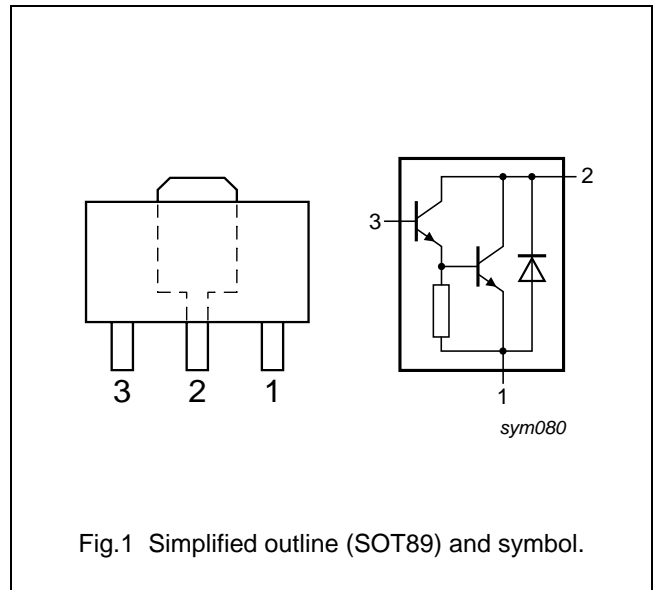 2
3
3 2 1
1
sym080
Fig.1 Simplified outline (SOT89) and symbol.